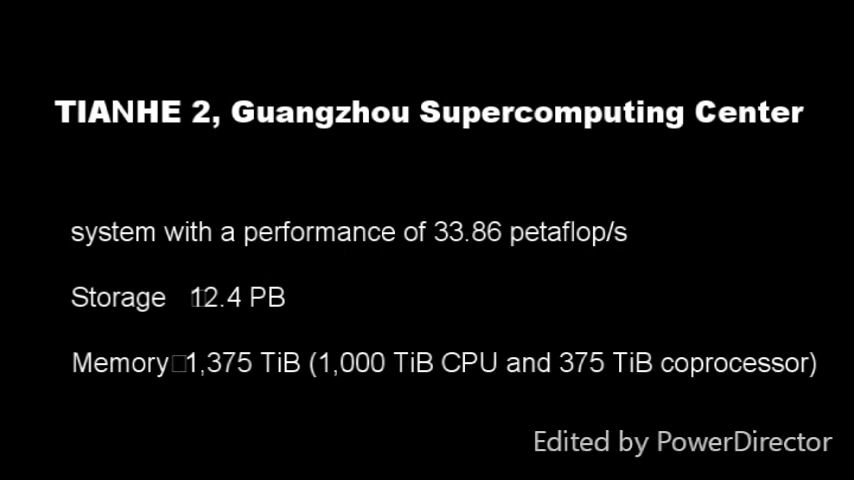 TIANHE 2, Guangzhou Supercomputing Center
system with a performance of 33.86 petaflop/s
Storage 12.4 PB
Memory 1,375 TiB (1,000 TiB CPU and 375 TiB coprocessor)
Edited by PowerDirector